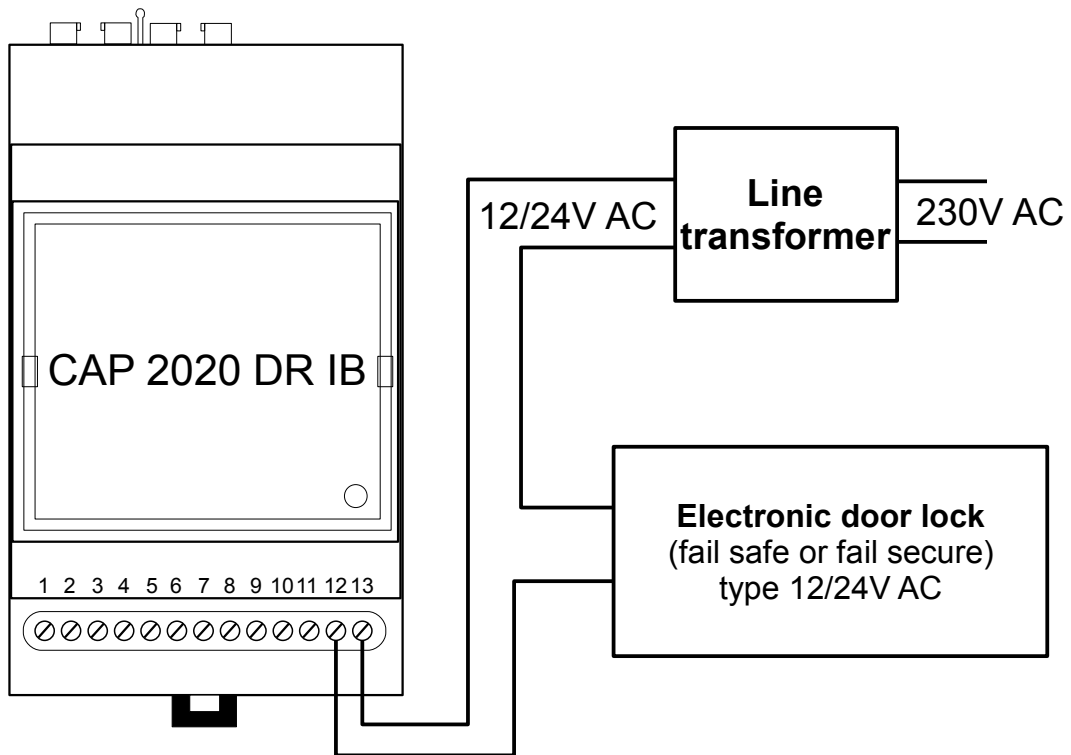 Line
transformer
12/24V AC
230V AC
CAP 2020 DR IB
Electronic door lock
(fail safe or fail secure)
type 12/24V AC
1 2 3 4 5 6 7 8 9 10 11 12 13